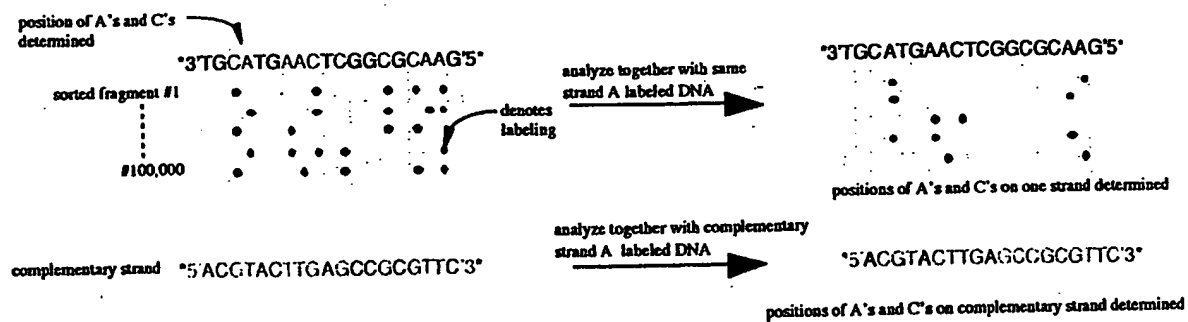 position of A's and C's
determined
"3'TGCATGAACTCGGCGCAAG'5"
sorted fragment #1
#100,000
denotes
labeling
analyze together with same
strand A labeled DNA
"3'TGCATGAACTCGGCGCAAG'5"
positions of A's and C's on one strand determined
complementary strand "5'ACGTACTTGAGCCGCGTTC'3"
analyze together with complementary
strand A labeled DNA
"5'ACGTACTTGAGCCGCGTTC'3"
positions of A's and C's on complementary strand determined